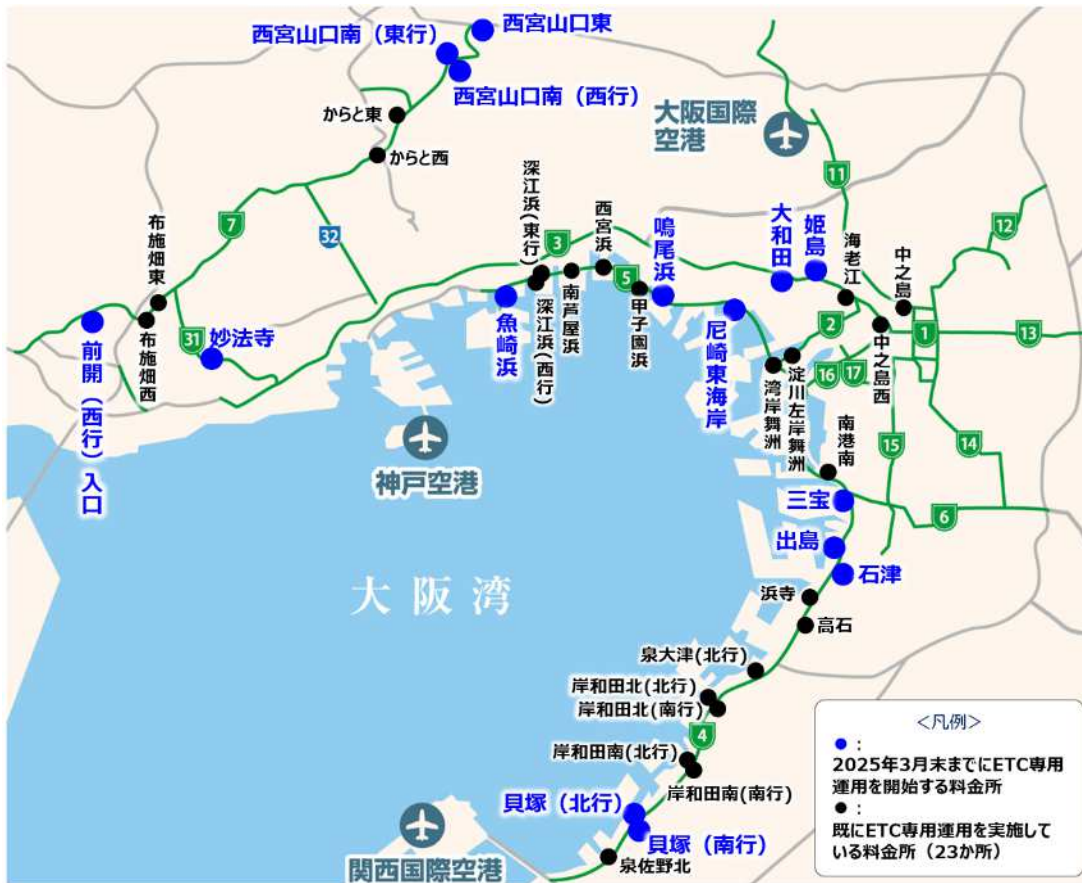 西宮山口東
西宮山口南（東行）
西宮山口南（西行）
からと東
からと西
大阪国際
空港
11
12
7
32
3
5
布施畑東
布施畑西
31
妙法寺
前開（西行）入口
深江浜(東行)
深江浜(西行)
魚崎浜
南芦屋浜
西宮浜
甲子園浜
鳴尾浜
尼崎東海岸
大和田
姫島
海老江
中之島
中之島西
1
13
2
16
17
湾岸舞洲
淀川左岸舞洲
15
14
南港南
神戸空港
三宝
6
出島
石津
大阪湾
浜寺
高石
泉大津(北行)
岸和田北(北行)
岸和田北(南行)
4
岸和田南(北行)
岸和田南(南行)
貝塚（北行）
貝塚（南行）
泉佐野北
関西国際空港
＜凡例＞
●：
2025年3月末までにETC専用
運用を開始する料金所
●：
既にETC専用運用を実施して
いる料金所（23か所）